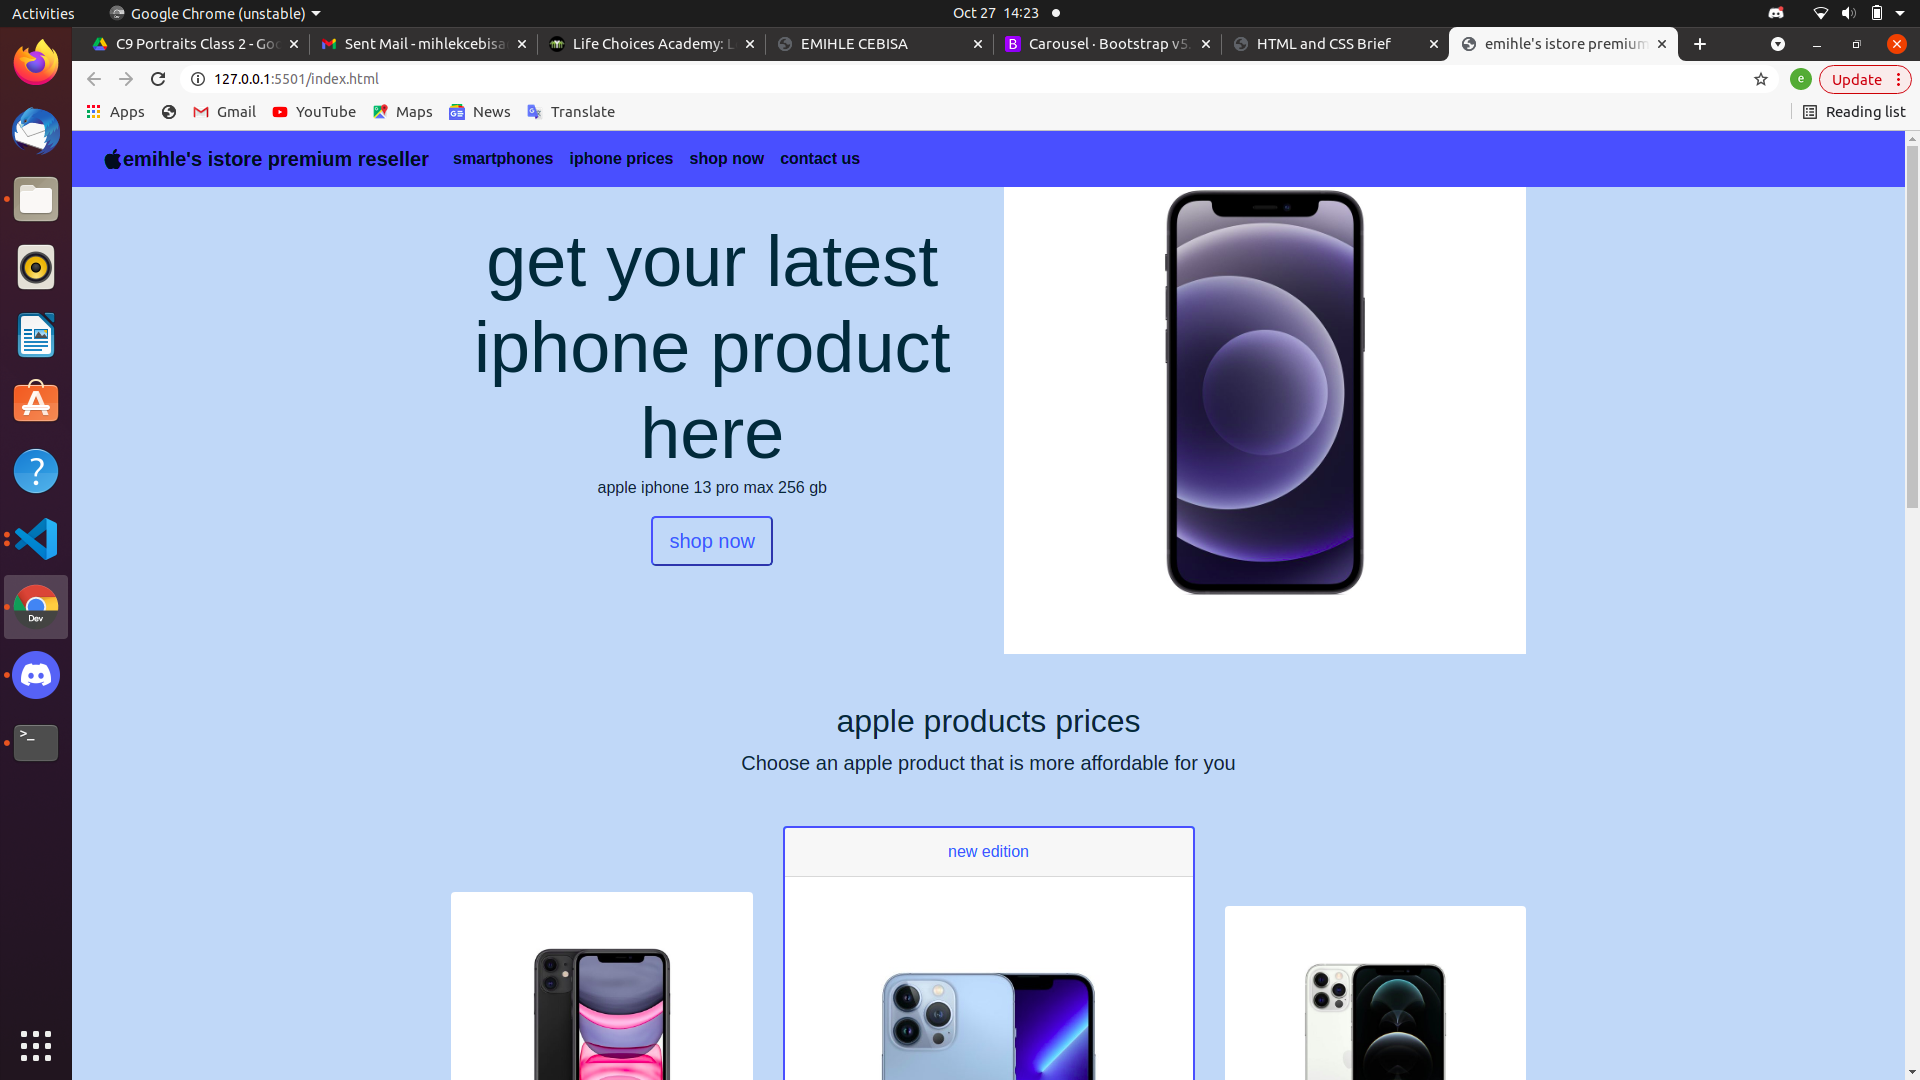 Activities
Google Chrome (unstable)
Oct 27 14:23
C9 Portraits Class 2 - Goo
Sent Mail - mihlekcebisa
Life Choices Academy: L
EMIHLE CEBISA
Carousel · Bootstrap v5.
HTML and CSS Brief
emihle's istore premium
127.0.0.1:5501/index.html
e
Update
Apps
Gmail
YouTube
Maps
News
Translate
Reading list
emihle's istore premium reseller
smartphones
iphone prices
shop now
contact us
get your latest
iphone product
here
apple iphone 13 pro max 256 gb
shop now
apple products prices
Choose an apple product that is more affordable for you
new edition
Dev